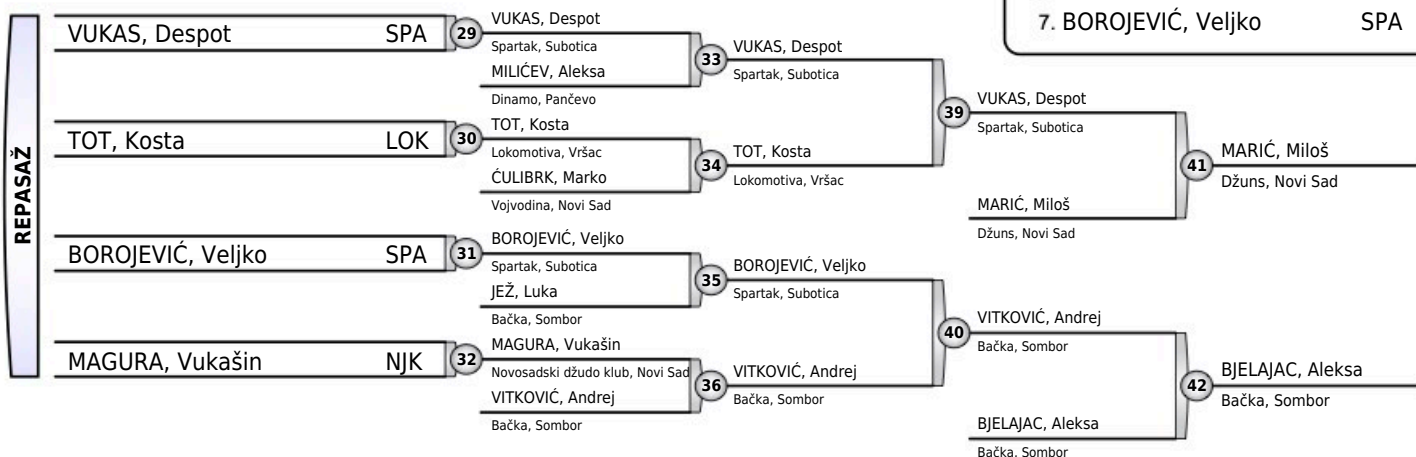 7. BOROJEVIĆ, Veljko SPA
REPASAŽ
VUKAS, Despot SPA
TOT, Kosta LOK
BOROJEVIĆ, Veljko SPA
MAGURA, Vukašin NJK
29
VUKAS, Despot
Spartak, Subotica
MILIĆEV, Aleksa
Dinamo, Pančevo
30
TOT, Kosta
Lokomotiva, Vršac
ĆULIBRK, Marko
Vojvodina, Novi Sad
31
BOROJEVIĆ, Veljko
Spartak, Subotica
JEŽ, Luka
Bačka, Sombor
32
MAGURA, Vukašin
Novosadski džudo klub, Novi Sad
VITKOVIĆ, Andrej
Bačka, Sombor
33
VUKAS, Despot
Spartak, Subotica
34
TOT, Kosta
Lokomotiva, Vršac
35
BOROJEVIĆ, Veljko
Spartak, Subotica
36
VITKOVIĆ, Andrej
Bačka, Sombor
39
VUKAS, Despot
Spartak, Subotica
MARIĆ, Miloš
Džuns, Novi Sad
40
VITKOVIĆ, Andrej
Bačka, Sombor
BJELAJAC, Aleksa
Bačka, Sombor
41
MARIĆ, Miloš
Džuns, Novi Sad
42
BJELAJAC, Aleksa
Bačka, Sombor